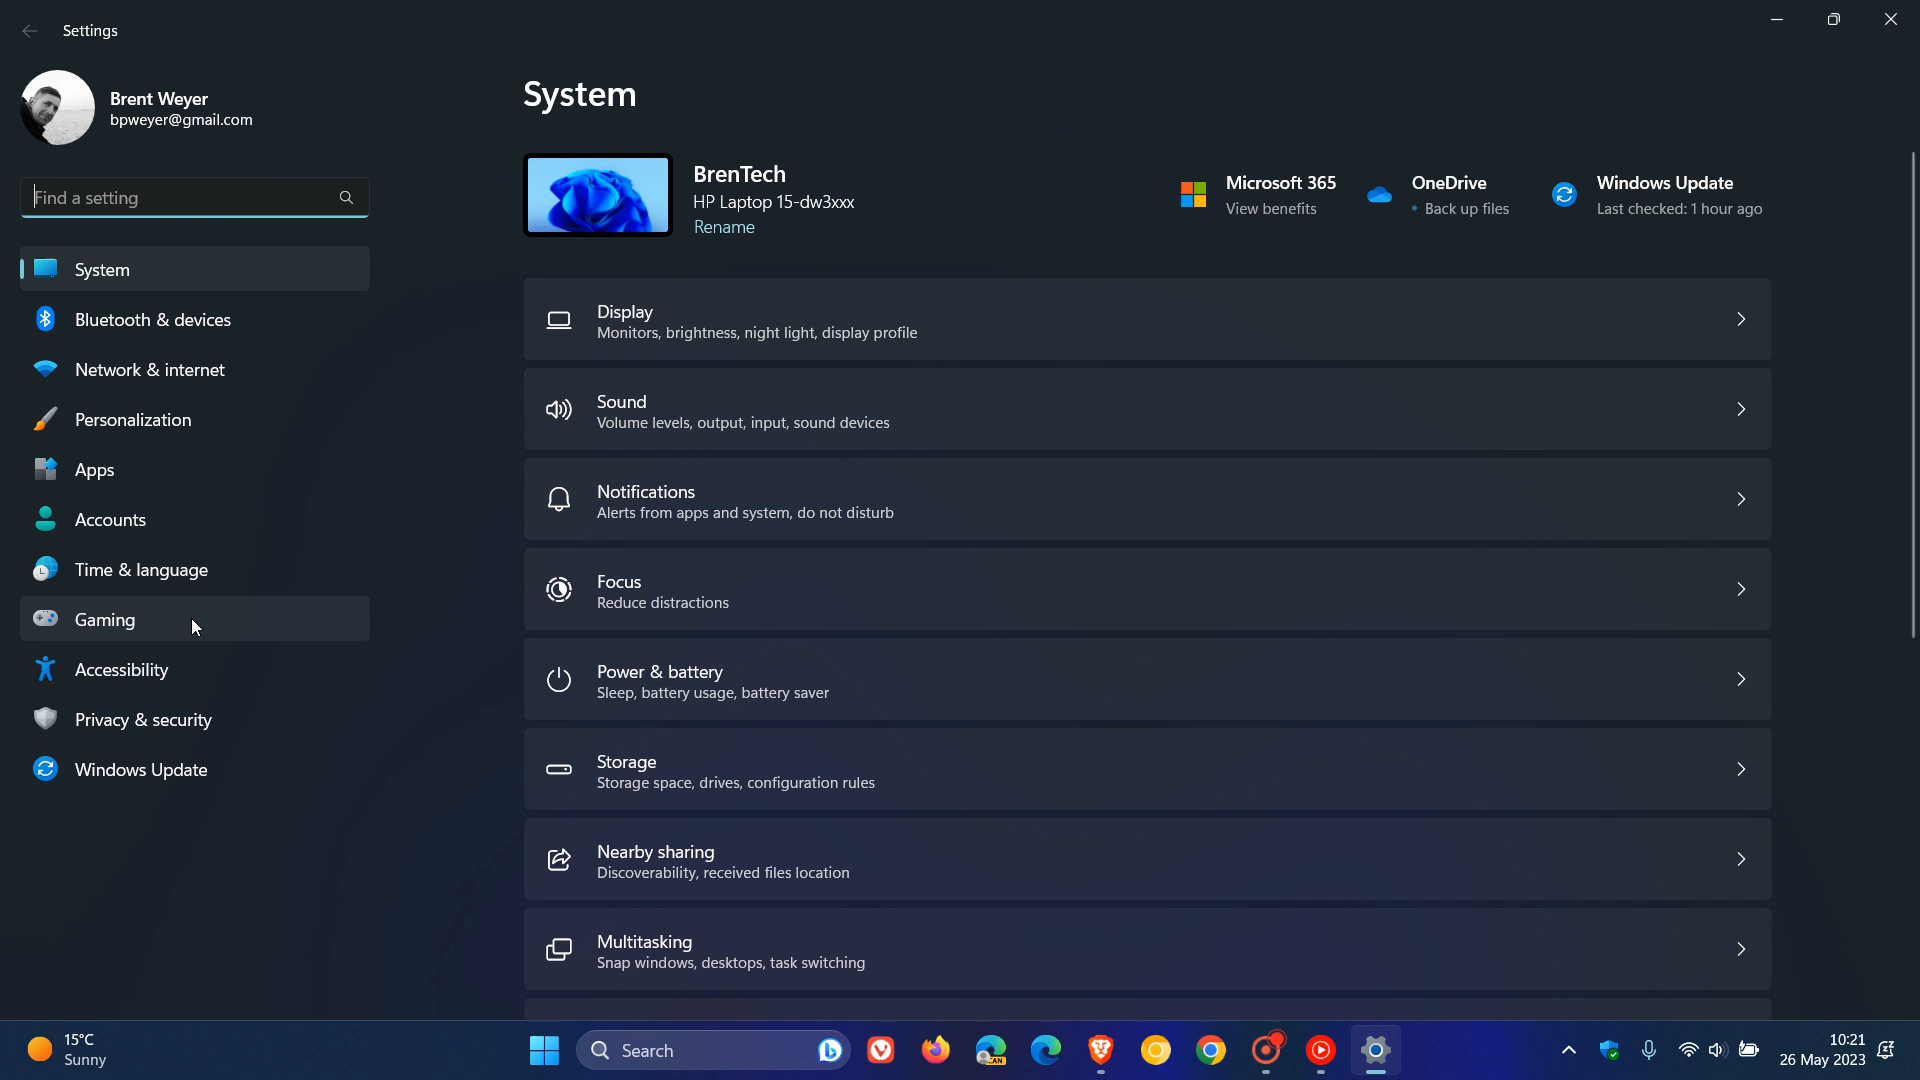 Settings
Brent Weyer
bpweyer@gmail.com
Find a setting
System
Bluetooth & devices
Network & internet
Personalization
Apps
Accounts
Time & language
Gaming
Accessibility
Privacy & security
Windows Update
System
BrenTech
HP Laptop 15-dw3xxx
Rename
Microsoft 365
View benefits
OneDrive
• Back up files
Windows Update
Last checked: 1 hour ago
Display
Monitors, brightness, night light, display profile
Sound
Volume levels, output, input, sound devices
Notifications
Alerts from apps and system, do not disturb
Focus
Reduce distractions
Power & battery
Sleep, battery usage, battery saver
Storage
Storage space, drives, configuration rules
Nearby sharing
Discoverability, received files location
Multitasking
Snap windows, desktops, task switching
15°C
Sunny
Search
CAN
10:21
26 May 2023